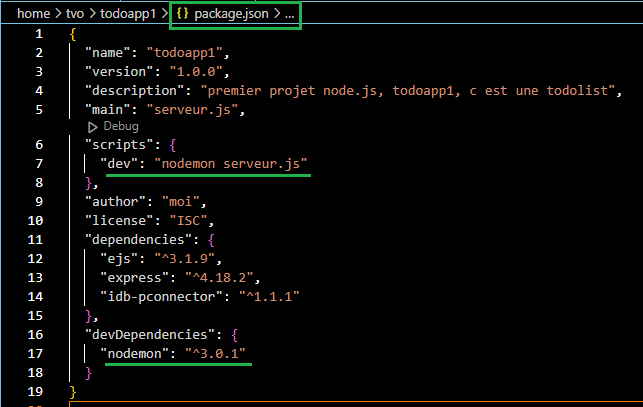 home > tvo > todoapp1 > {} package.json > ...
1 {
2 "name": "todoapp1",
3 "version": "1.0.0",
4 "description": "premier projet node.js, todoapp1, c est une todolist",
5 "main": "serveur.js",
Debug
6 "scripts": {
7 "dev": "nodemon serveur.js"
8 },
9 "author": "moi",
10 "license": "ISC",
11 "dependencies": {
12 "ejs": "^3.1.9",
13 "express": "^4.18.2",
14 "idb-pconnector": "^1.1.1"
15 },
16 "devDependencies": {
17 "nodemon": "^3.0.1"
18 }
19 }